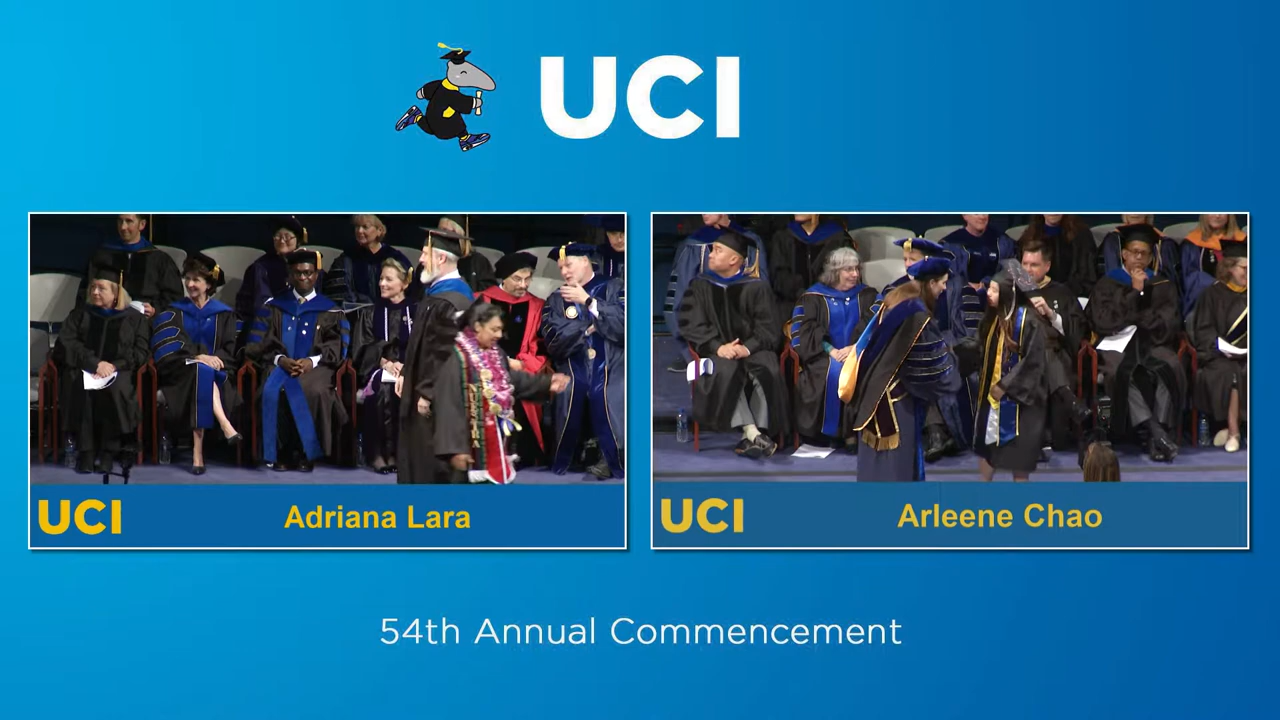 UCI
UCI
Adriana Lara
UCI
Arleene Chao
54th Annual Commencement